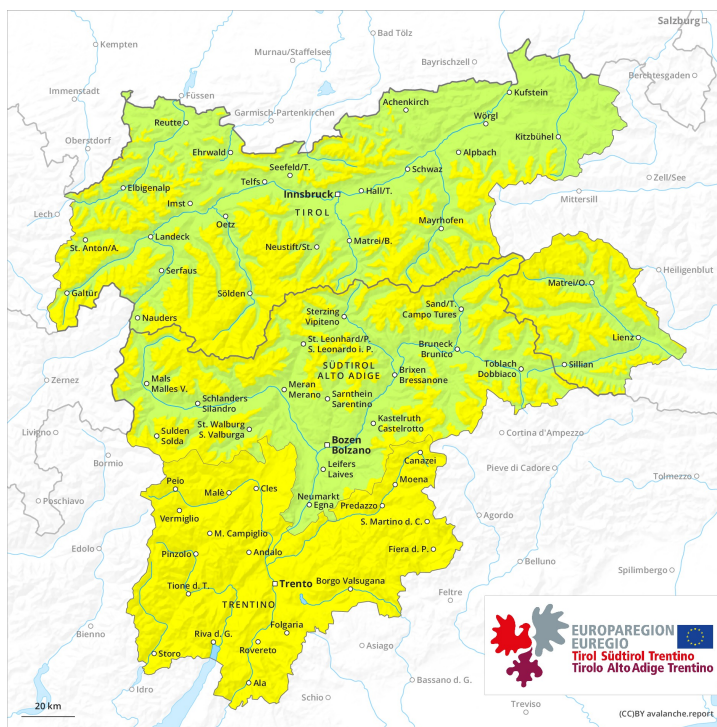 Salzburg
Kempten
Bad Tölz
Murnau/Staffelsee
Bayrischzell
Berchtesgaden
Immenstadt
Füssen
Kufstein
Achenkirch
Garmisch-Partenkirchen
Wörgl
Reutte
Oberstdorf
Kitzbühel
Ehrwald
Alpbach
Seefeld/T.
Schwaz
Zell/See
Telfs
Elbigenalp
Innsbruck
Hall/T.
Mittersill
Imst
TIROL
Lech
Oetz
Mayrhofen
Landeck
St. Anton/A.
Neustift/St.
Matrei/B.
Serfaus
Heiligenblut
Matrei/O.
Galtür
Sölden
Sand/T.
Campo Tures
Nauders
Sterzing
Vipiteno
Lienz
St. Leonhard/P.
S. Leonardo i. P.
Bruneck
Brunico
Toblach
Dobbiaco
Sillian
SÜDTIROL
ALTO ADIGE
Brixen
Bressanone
Zernez
Mals
Malles V.
Meran
Merano
Schlanders
Silandro
Sarnthein
Sarentino
St. Walburg
S. Valburga
Kastelruth
Castelrotto
Livigno
Sulden
Solda
Bozen
Bolzano
Cortina d'Ampezzo
Bormio
Canazei
Pieve di Cadore
Leifers
Laives
Tolmezzo
Peio
Malè
Cles
Moena
Poschiavo
Neumarkt
Egna
Predazzo
Vermiglio
Agordo
S. Martino d. C.
M. Campiglio
Edolo
Pinzolo
Andalo
Fiera d. P.
Belluno
Spilimbergo
Trento
Tione d. T.
Borgo Valsugana
Feltre
TRENTINO
Folgaria
Bienno
Riva d. G.
Rovereto
Asiago
Storo
Bassano d. G.
Ala
Idro
Schio
Treviso
20 km
EUROPAREGION
EUREGIO
Tirol Südtirol Trentino
Tirolo Alto Adige Trentino
(CC)BY avalanche.report